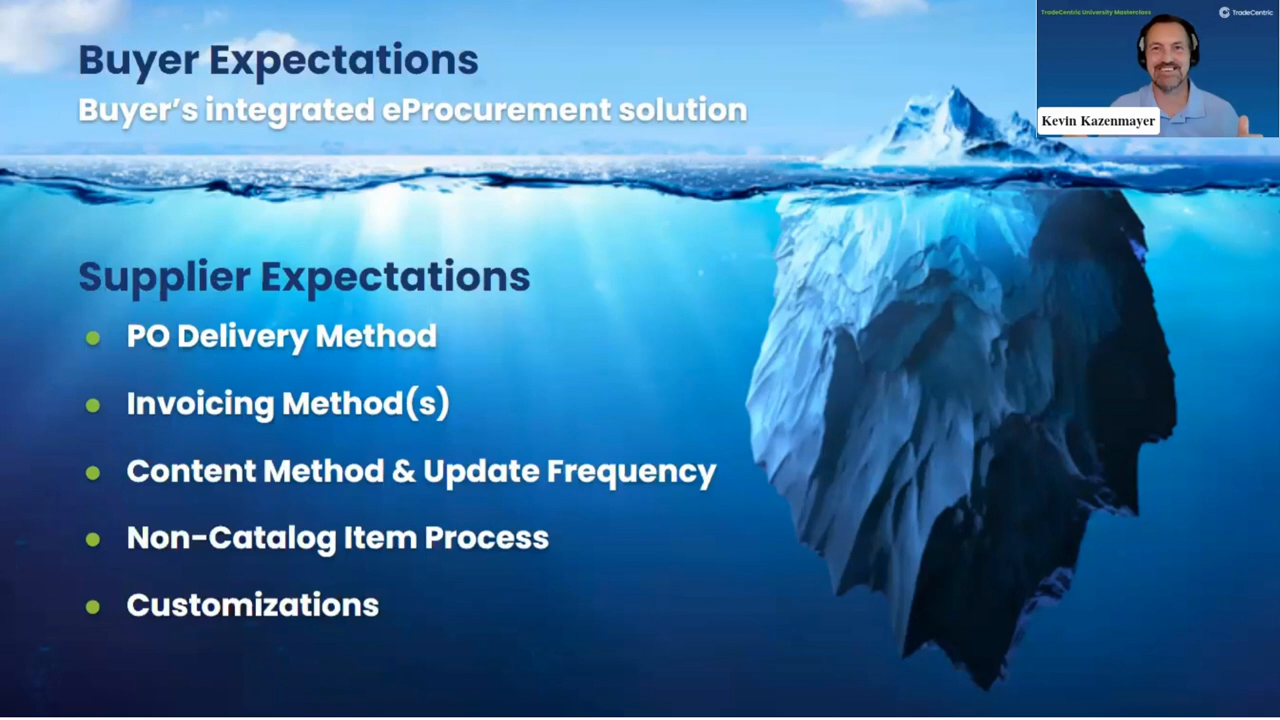 Buyer Expectations
Buyer's integrated eProcurement solution
TradeCentric University Masterclass
TradeCentric
Kevin Kazenmayer
Supplier Expectations
PO Delivery Method
Invoicing Method(s)
Content Method & Update Frequency
Non-Catalog Item Process
Customizations